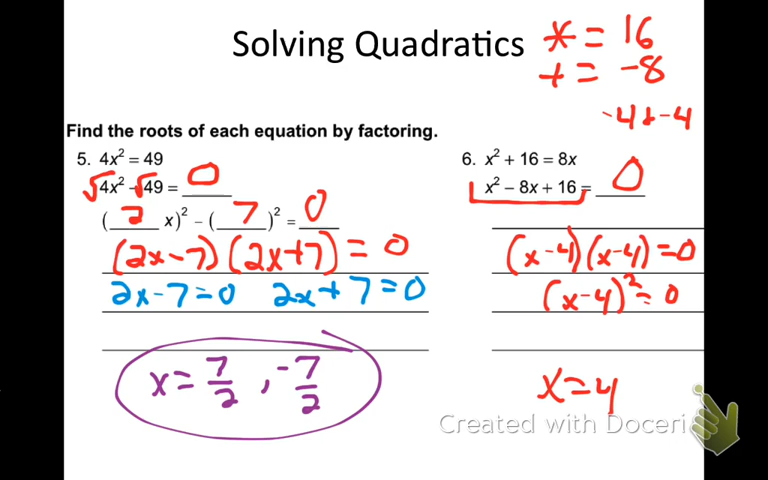 Solving Quadratics
* = 16
+ = -8
-4 + -4
Find the roots of each equation by factoring.
5. 4x² = 49
√4x² - √49 = 0
( 2 x)² - ( 7 )² = 0
(2x-7)(2x+7) = 0
2x-7=0 2x+7=0
x = 7/2, -7/2
6. x² + 16 = 8x
x² - 8x + 16 = 0
(x-4)(x-4)=0
(x-4)²=0
x=4
Created with Doceri